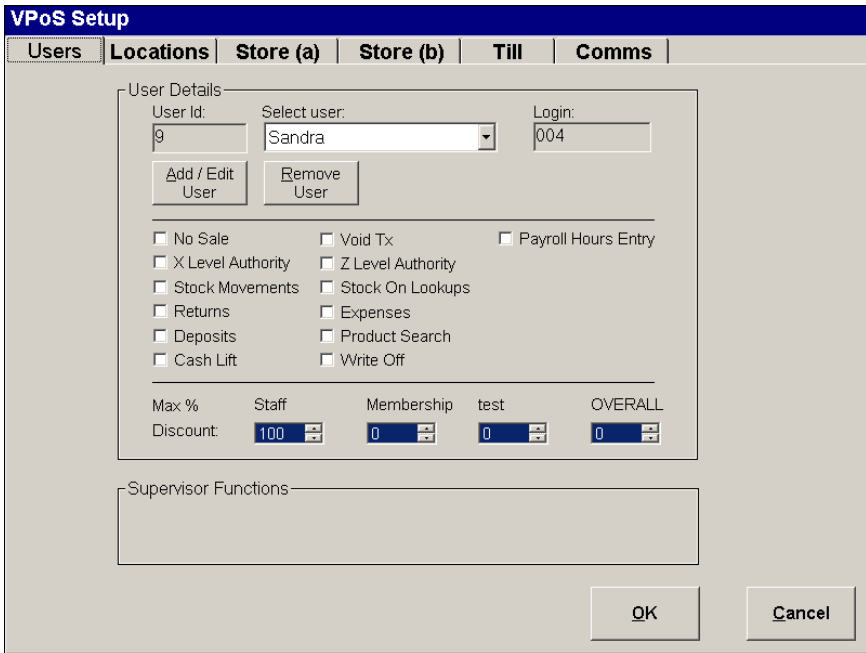 VPoS Setup
Users Locations Store (a) Store (b) Till Comms
User Details
User Id: Select user: Login:
9 Sandra 004
Add / Edit User Remove User
No Sale Void Tx Payroll Hours Entry
X Level Authority Z Level Authority
Stock Movements Stock On Lookups
Returns Expenses
Deposits Product Search
Cash Lift Write Off
Max % Staff Membership test OVERALL
Discount: 100 0 0 0
Supervisor Functions
OK Cancel